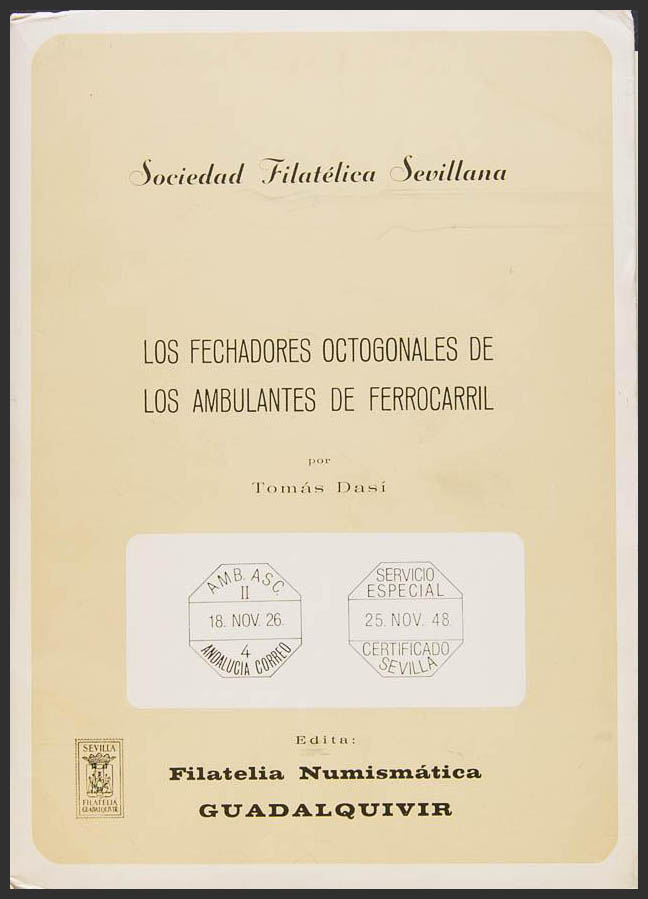 Sociedad Filatélica Sevillana
LOS FECHADORES OCTOGONALES DE
LOS AMBULANTES DE FERROCARRIL
por
Tomás Dasí
AMB. ASC.
II
18. NOV. 26.
4
ANDALUCIA CORREO
SERVICIO
ESPECIAL
25. NOV. 48
CERTIFICADO
SEVILLA
Edita:
Filatelia Numismática
GUADALQUIVIR
SEVILLA
FILATELIA
GUADALQUIVIR